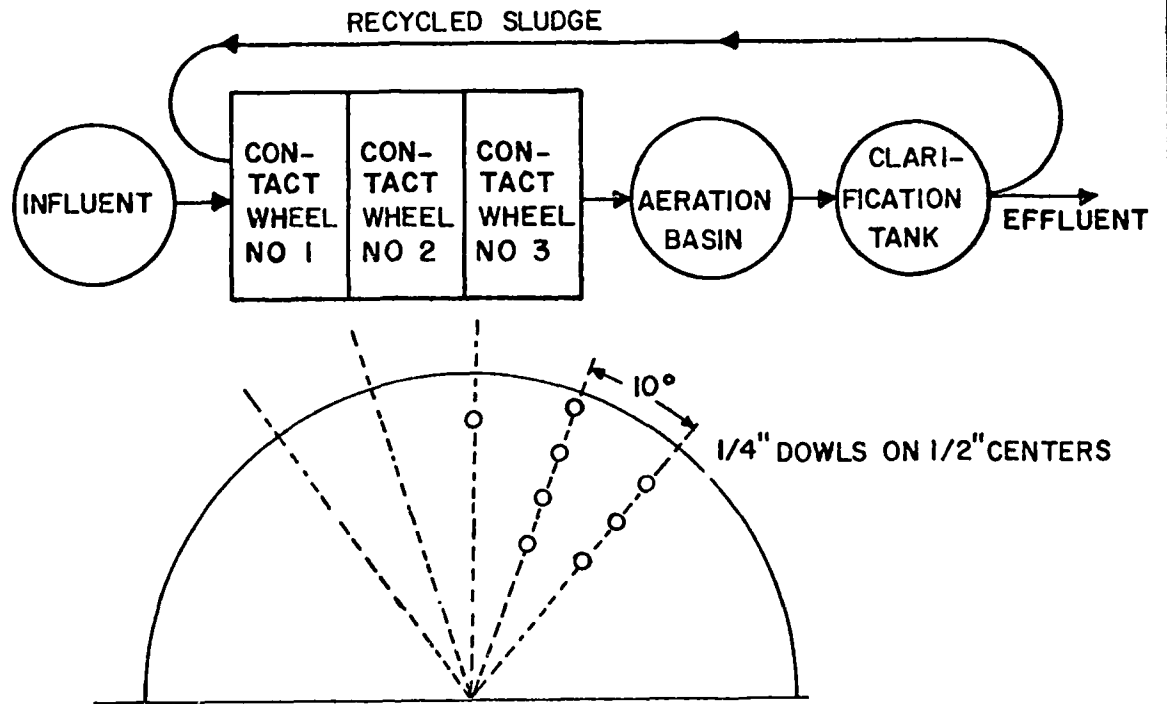 RECYCLED SLUDGE
INFLUENT
CON-
TACT
WHEEL
NO 1
CON-
TACT
WHEEL
NO 2
CON-
TACT
WHEEL
NO 3
AERATION
BASIN
CLARI-
FICATION
TANK
EFFLUENT
10°
1/4" DOWLS ON 1/2" CENTERS